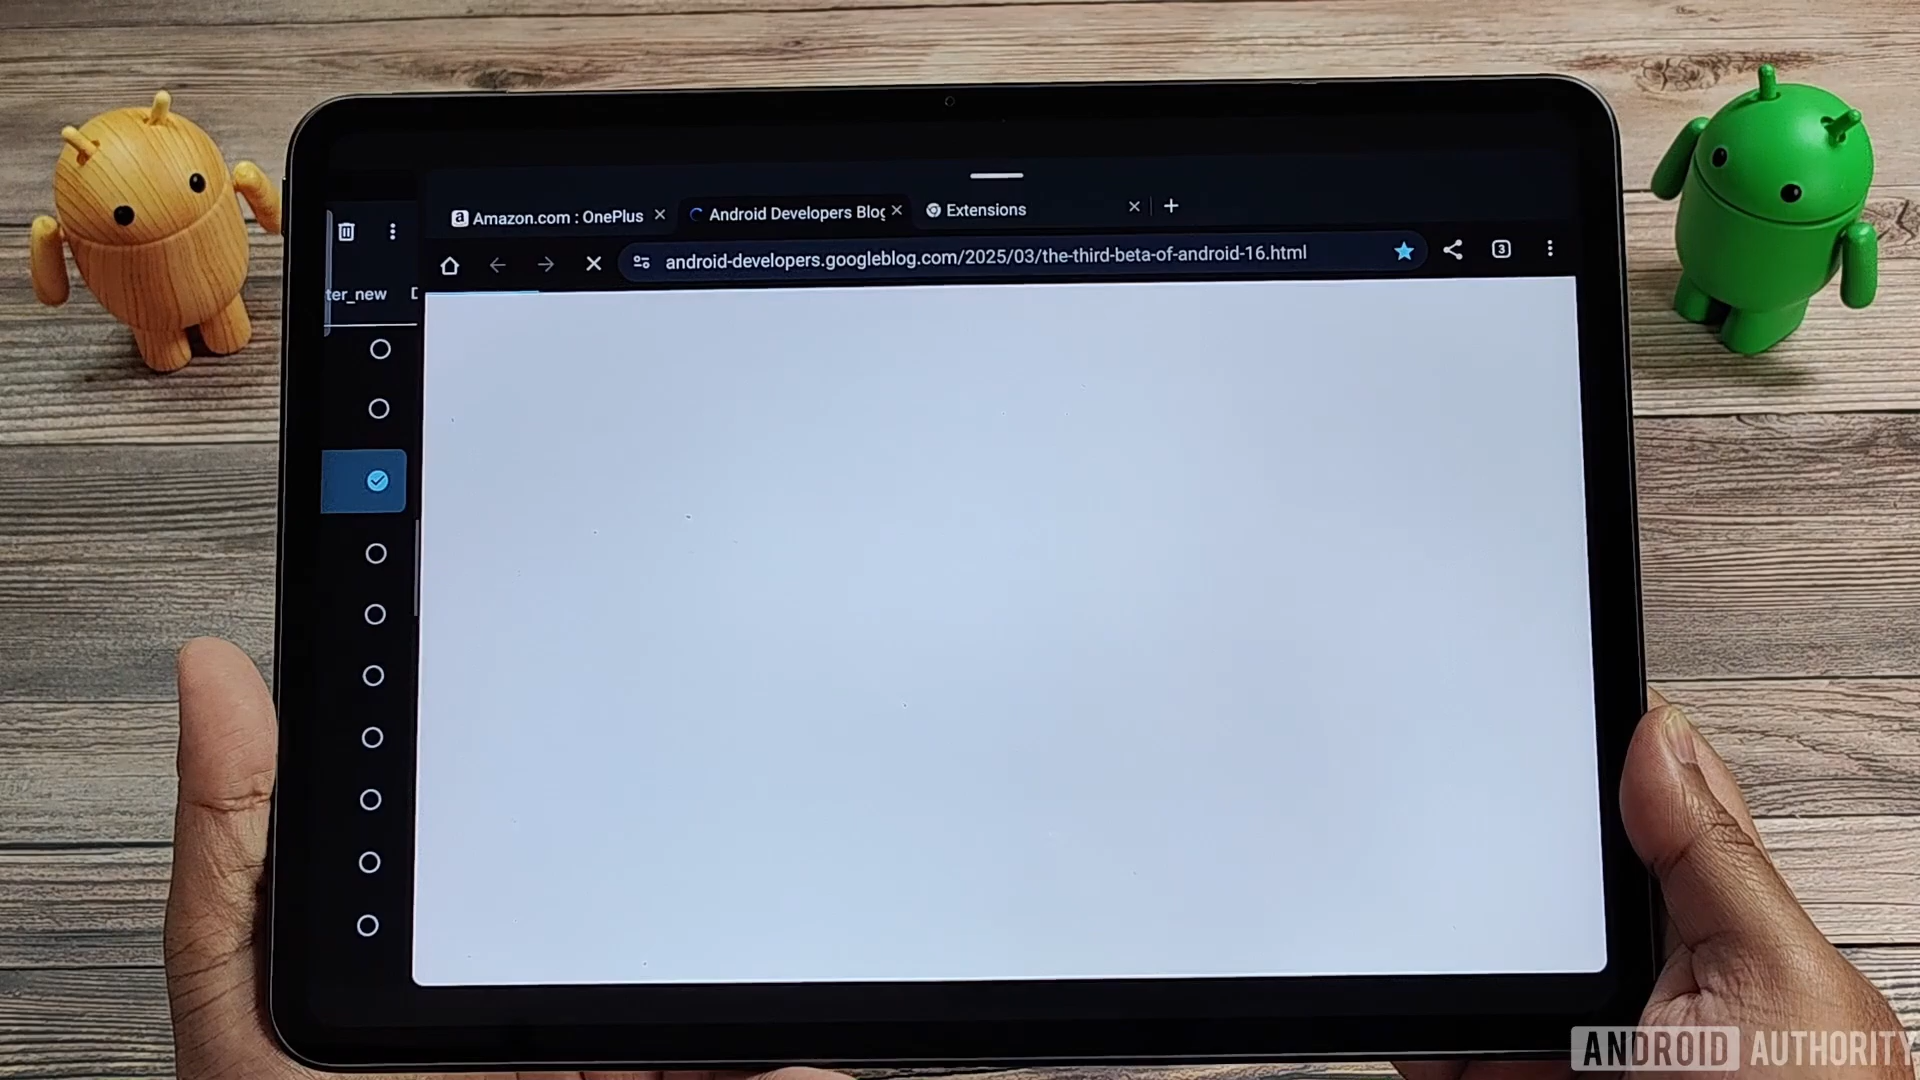 Amazon.com : OnePlus
Android Developers Blog
Extensions
android-developers.googleblog.com/2025/03/the-third-beta-of-android-16.html
3
ter_new
ANDROID AUTHORITY